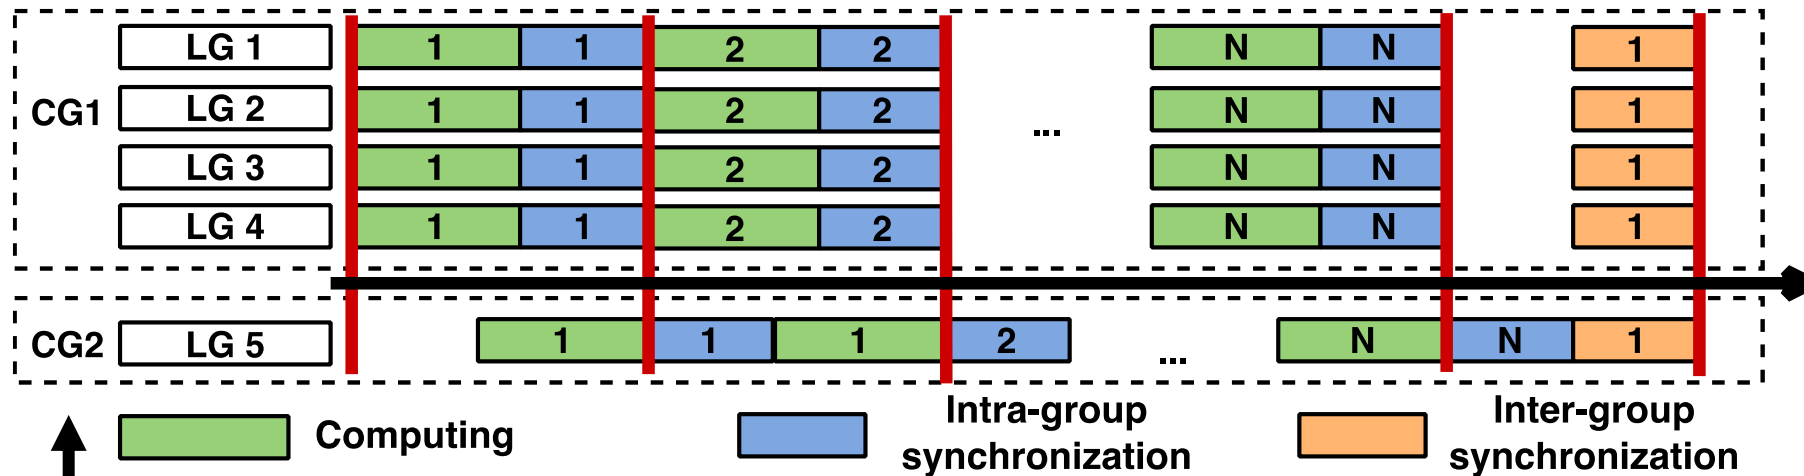 LG 1 1 1 2 2 N N 1
CG1
LG 2 1 1 2 2 N N 1
...
LG 3 1 1 2 2 N N 1
LG 4 1 1 2 2 N N 1
CG2 LG 5 1 1 1 2 ... N N 1
Computing
Intra-group
synchronization
Inter-group
synchronization